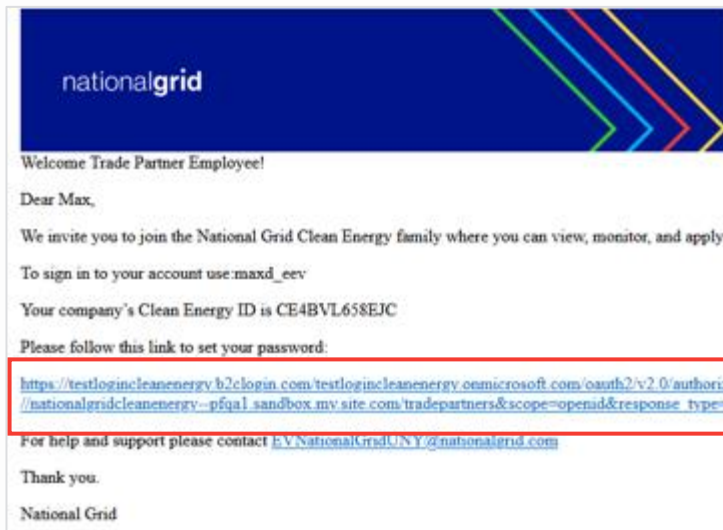 nationalgrid
Welcome Trade Partner Employee!
Dear Max,
We invite you to join the National Grid Clean Energy family where you can view, monitor, and apply
To sign in to your account use:maxd_eev
Your company's Clean Energy ID is CE4BVL658EJC
Please follow this link to set your password:
https://testlogincleanenergy.b2clogin.com/testlogincleanenergy.onmicrosoft.com/oauth2/v2.0/authori
//nationalgridcleanenergy--pfqa1.sandbox.my.site.com/tradepartners&scope=openid&response_type=
For help and support please contact EVNationalGridUNY@nationalgrid.com
Thank you.
National Grid